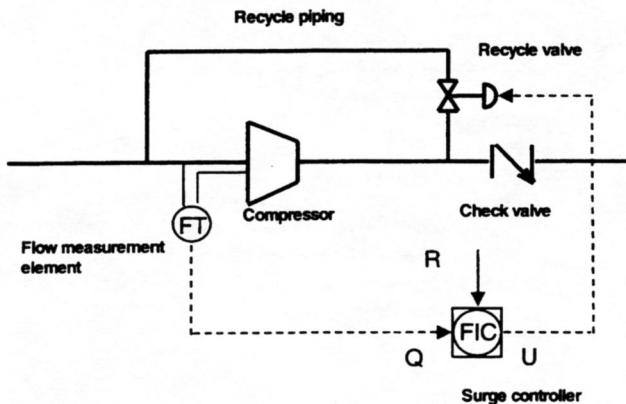 Recycle piping
Recycle valve
Compressor
Check valve
FT
Flow measurement
element
R
FIC
Q
U
Surge controller